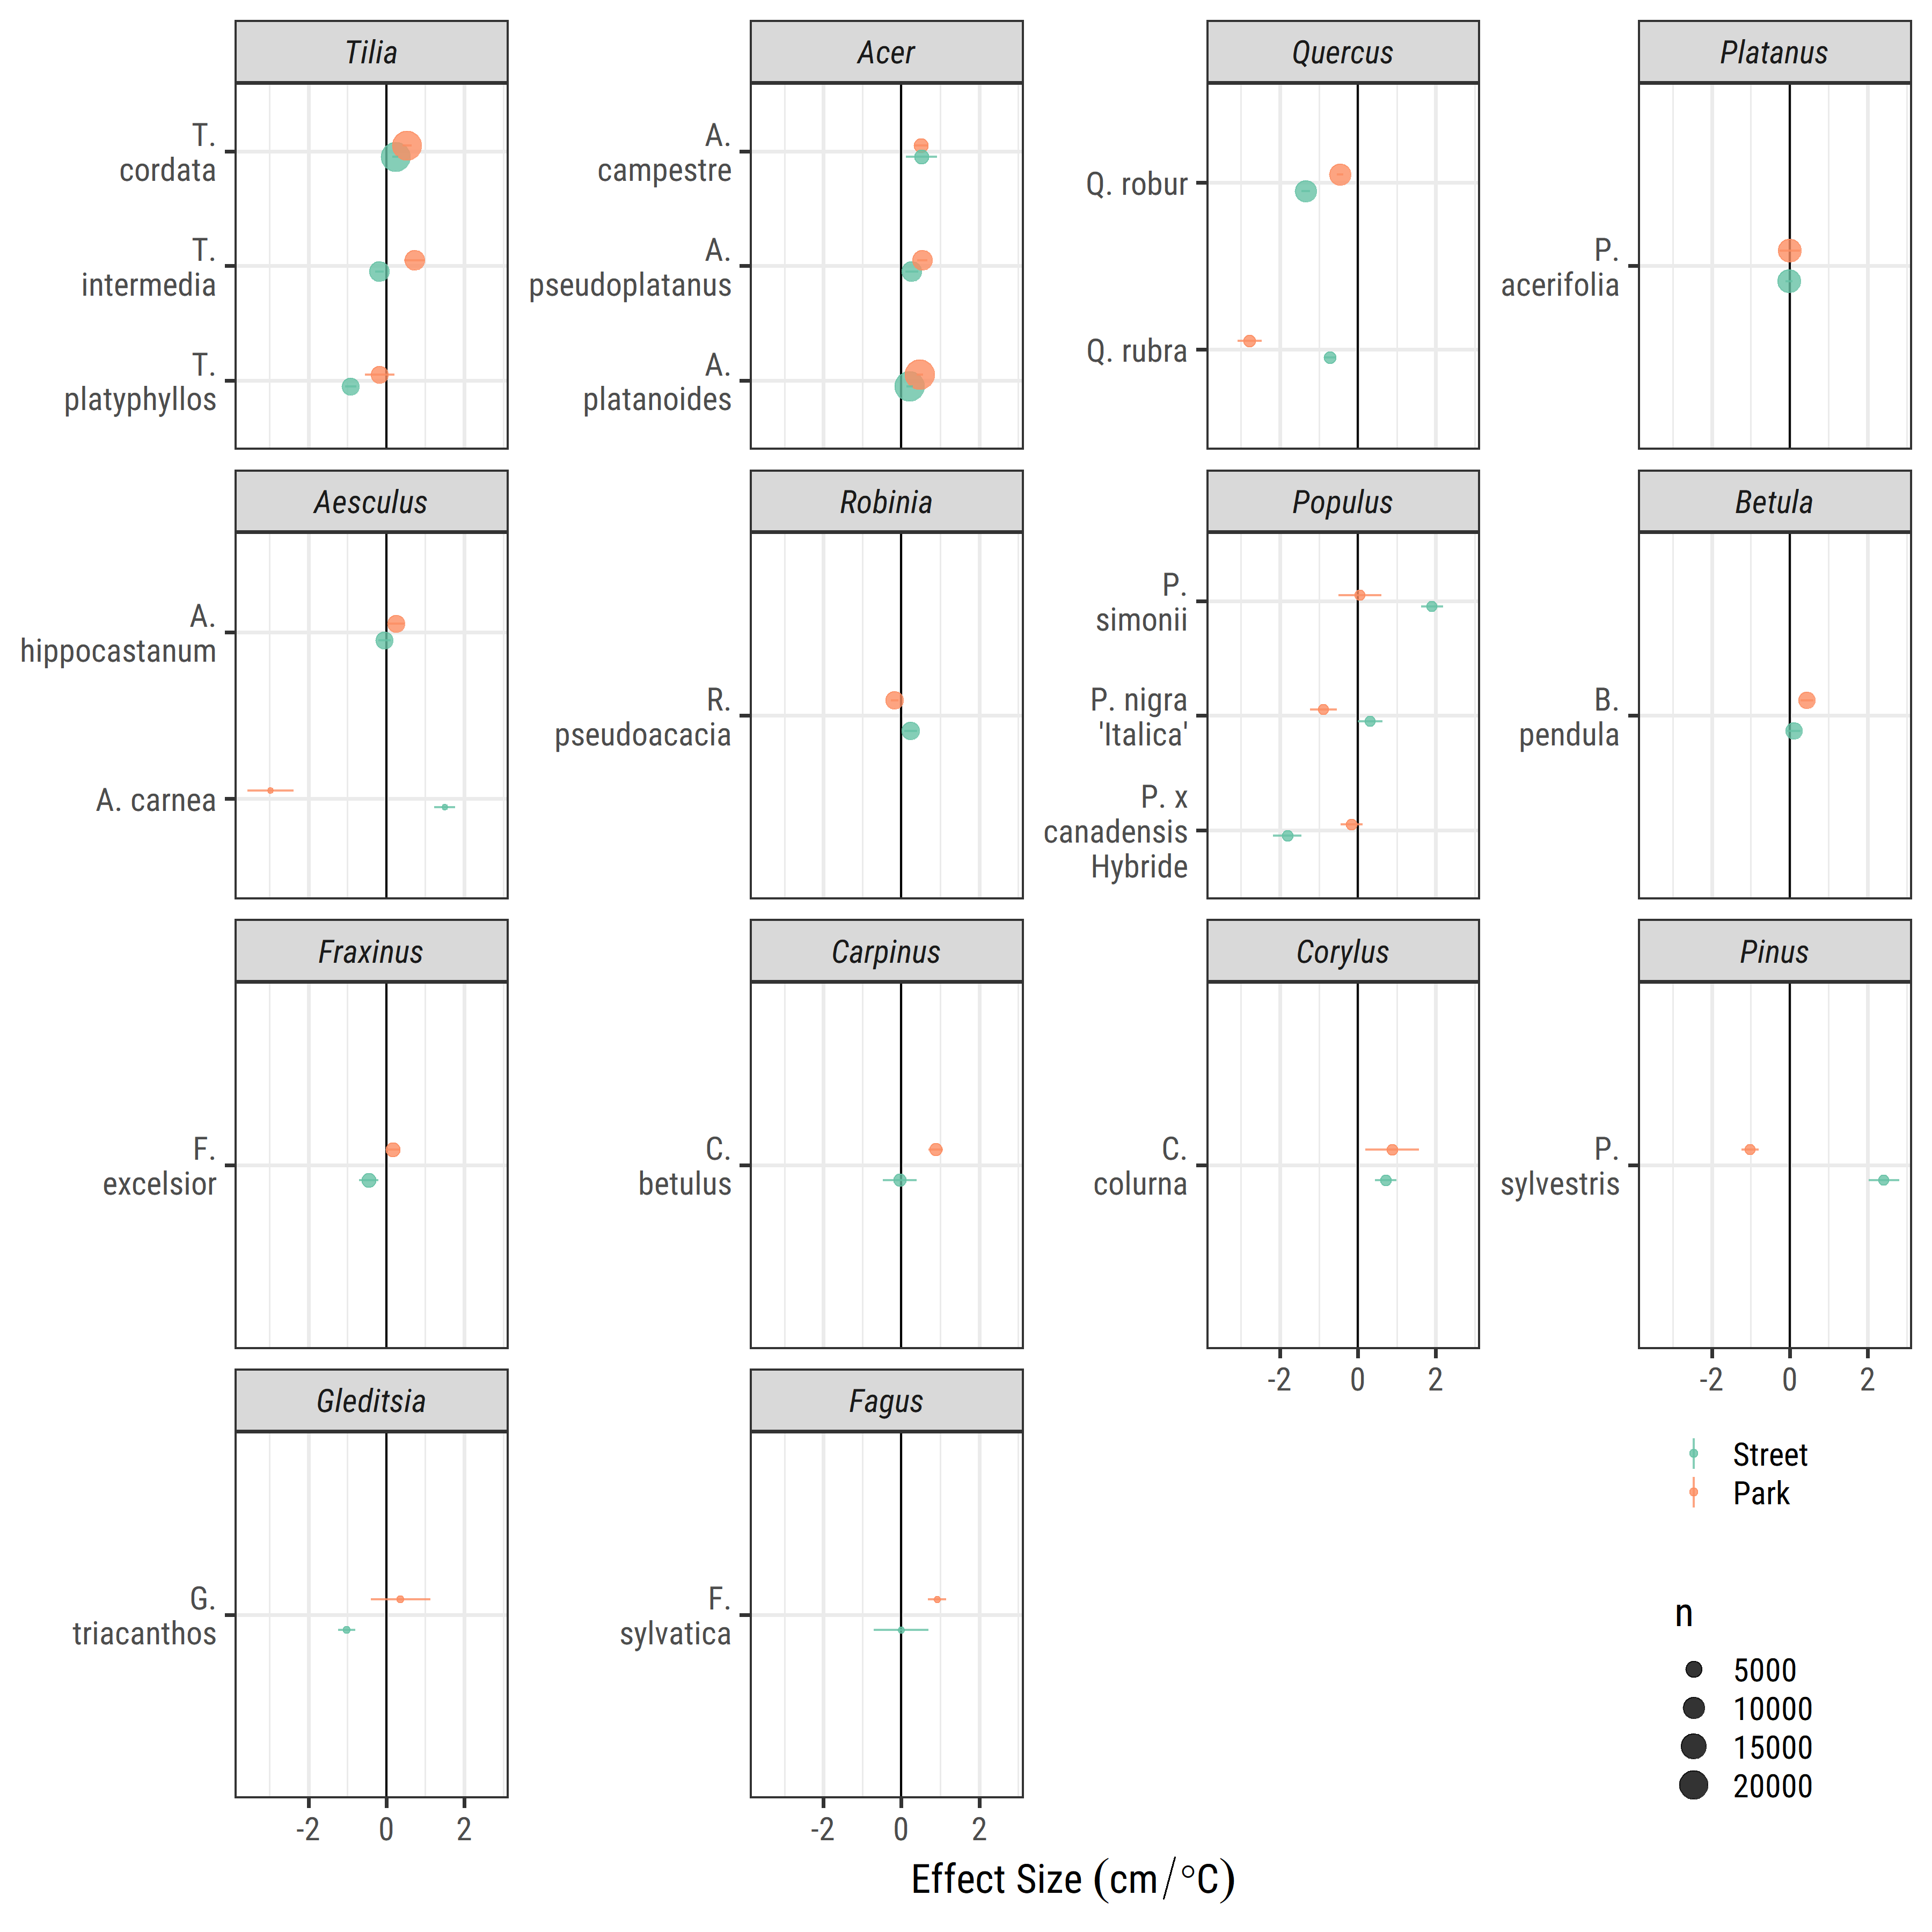 Tilia
Acer
Quercus
Platanus
T.
cordata
T.
intermedia
T.
platyphyllos
A.
campestre
A.
pseudoplatanus
A.
platanoides
Q. robur
Q. rubra
P.
acerifolia
Aesculus
Robinia
Populus
Betula
A.
hippocastanum
A. carnea
R.
pseudoacacia
P.
simonii
P. nigra
'Italica'
P. x
canadensis
Hybride
B.
pendula
Fraxinus
Carpinus
Corylus
Pinus
F.
excelsior
C.
betulus
C.
colurna
P.
sylvestris
-2 0 2
-2 0 2
Gleditsia
Fagus
G.
triacanthos
F.
sylvatica
-2 0 2
-2 0 2
Effect Size (cm/°C)
Street
Park
n
5000
10000
15000
20000